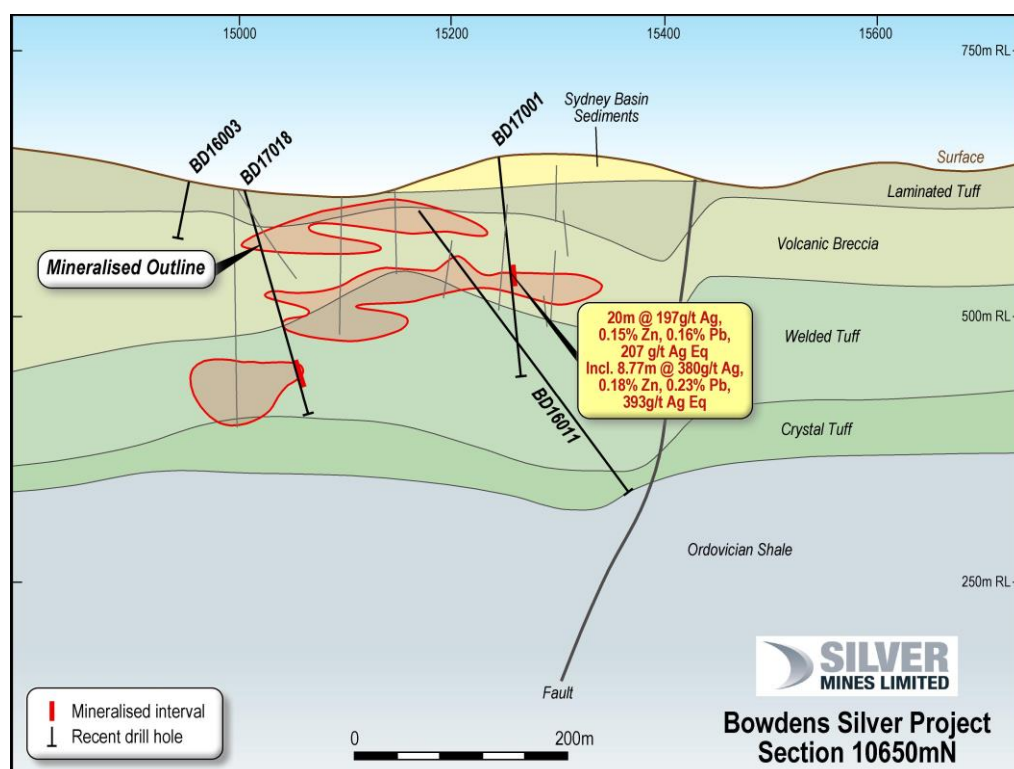 15000
15200
15400
15600
750m RL
BD16003
BD17018
BD17001
Sydney Basin
Sediments
Surface
Laminated Tuff
Mineralised Outline
Volcanic Breccia
500m RL
20m @ 197g/t Ag,
0.15% Zn, 0.16% Pb,
207 g/t Ag Eq
Incl. 8.77m @ 380g/t Ag,
0.18% Zn, 0.23% Pb,
393g/t Ag Eq
Welded Tuff
BD16011
Crystal Tuff
Ordovician Shale
250m RL
Fault
SILVER
MINES LIMITED
Mineralised interval
Recent drill hole
0
200m
Bowdens Silver Project
Section 10650mN